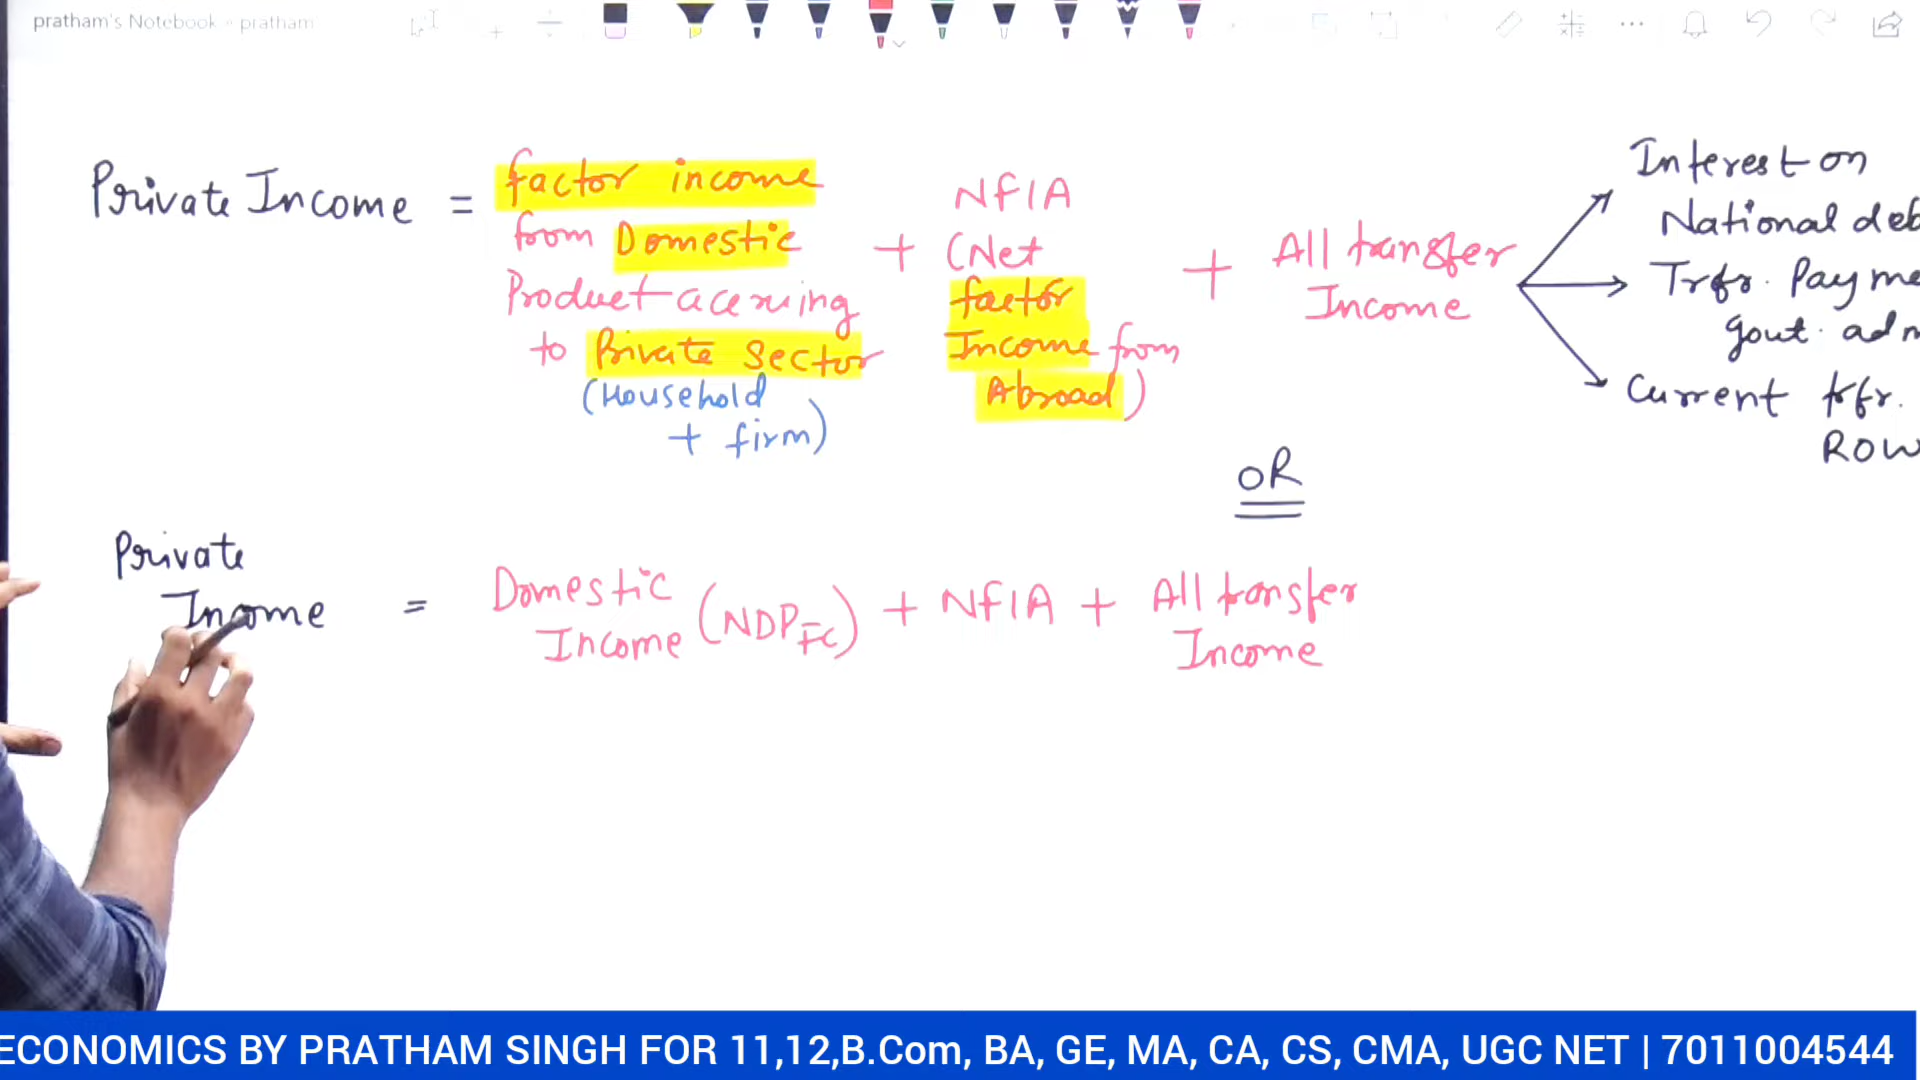 pratham's Notebook - pratham
Private Income = factor income from Domestic Product accruing to Private Sector (Household + firm) + NFIA (Net factor Income from Abroad) + All transfer Income
Interest on
National deb
Trfr. Payme
govt. adm
Current trfr.
ROW
OR
Private Income = Domestic Income (NDPFC) + NFIA + All transfer Income
ECONOMICS BY PRATHAM SINGH FOR 11,12,B.Com, BA, GE, MA, CA, CS, CMA, UGC NET | 7011004544